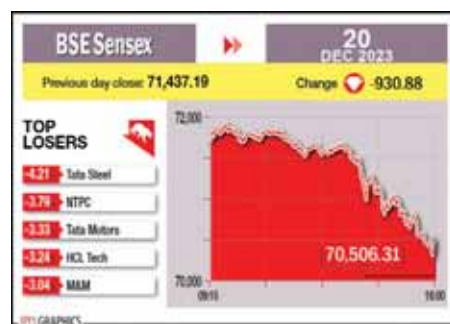 BSE Sensex
20
DEC 2023
Previous day close: 71,437.19
Change -930.88
TOP
LOSERS
-4.21 Tata Steel
-3.79 NTPC
-3.33 Tata Motors
-3.24 HCL Tech
-3.04 M&M
72,000
70,506.31
70,000
09:15
16:00
GRAPHICS